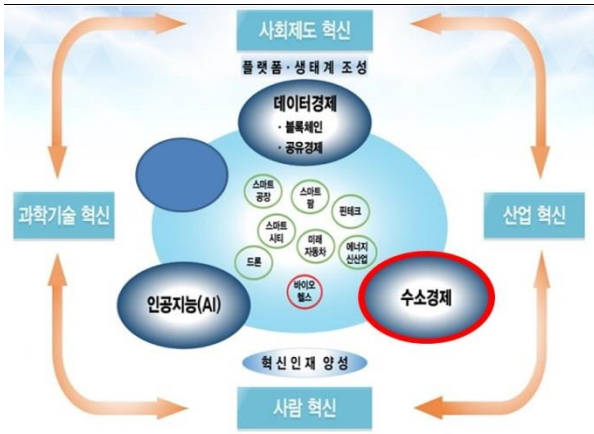 사회제도 혁신
플랫폼·생태계 조성
데이터경제
· 블록체인
· 공유경제
스마트
공장
스마트
팜
핀테크
과학기술 혁신
산업 혁신
스마트
시티
미래
자동차
에너지
신산업
드론
바이오
헬스
인공지능(AI)
수소경제
혁신인재 양성
사람 혁신